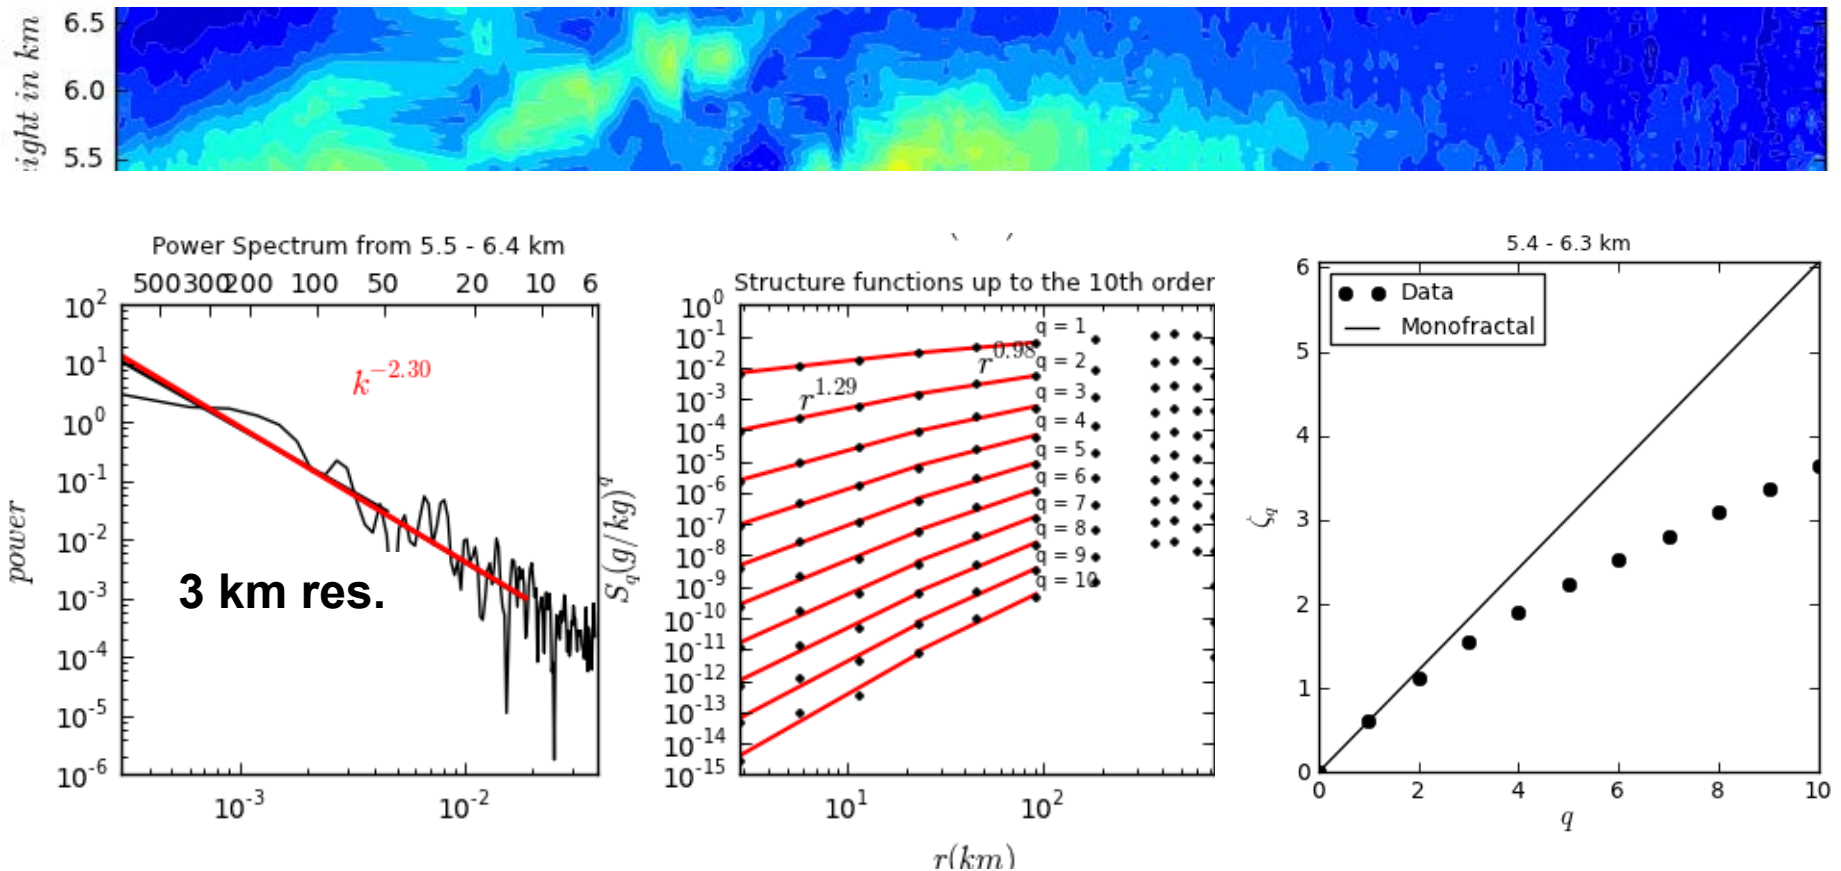 6.5
6.0
5.5
eight in km
Power Spectrum from 5.5 - 6.4 km
500 300 200 100 50 20 10 6
10^2
10^1
10^0
10^-1
10^-2
10^-3
10^-4
10^-5
10^-6
power
k^-2.30
3 km res.
10^-3 10^-2
Structure functions up to the 10th order
10^0
10^-1
10^-2
10^-3
10^-4
10^-5
10^-6
10^-7
10^-8
10^-9
10^-10
10^-11
10^-12
10^-13
10^-14
10^-15
S_q(g/kg)^q
q = 1
q = 2
q = 3
q = 4
q = 5
q = 6
q = 7
q = 8
q = 9
q = 10
r^0.98
r^1.29
10^1 10^2
r(km)
5.4 - 6.3 km
Data
Monofractal
6
5
4
3
2
1
0
ζ_q
0 2 4 6 8 10
q